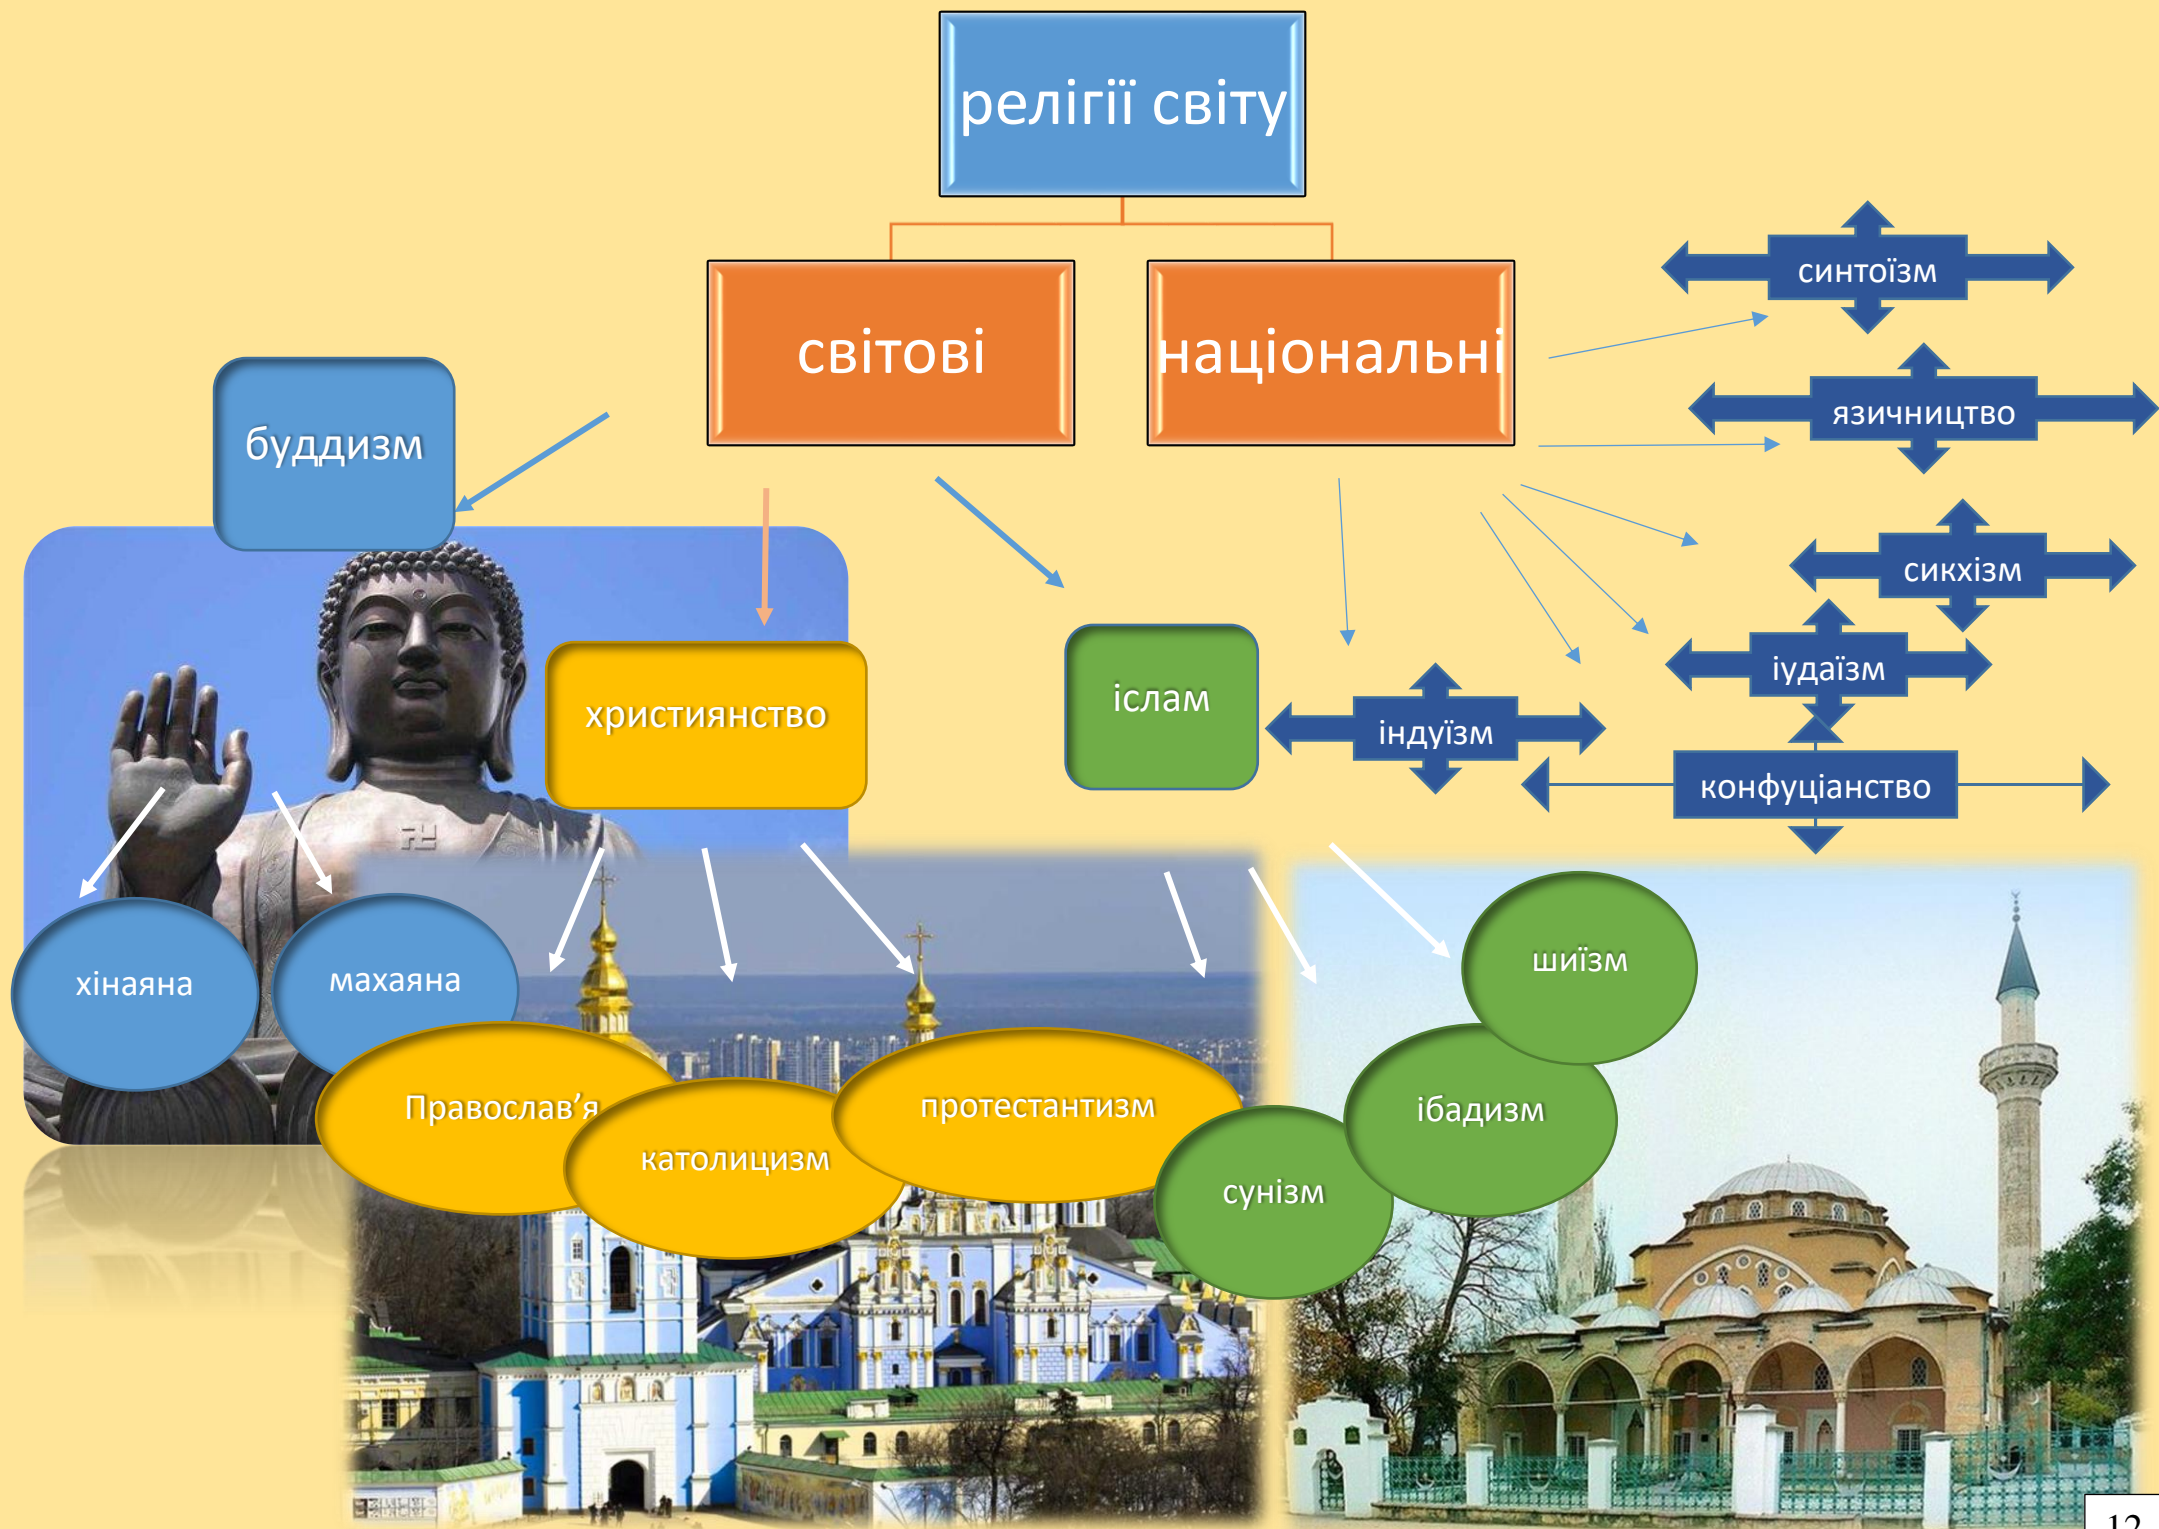 релігії світу
світові
національні
синтоїзм
язичництво
сикхізм
іудаїзм
індуїзм
конфуціанство
буддизм
християнство
іслам
хінаяна
махаяна
Православ’я
католицизм
протестантизм
сунізм
ібадизм
шиїзм
12